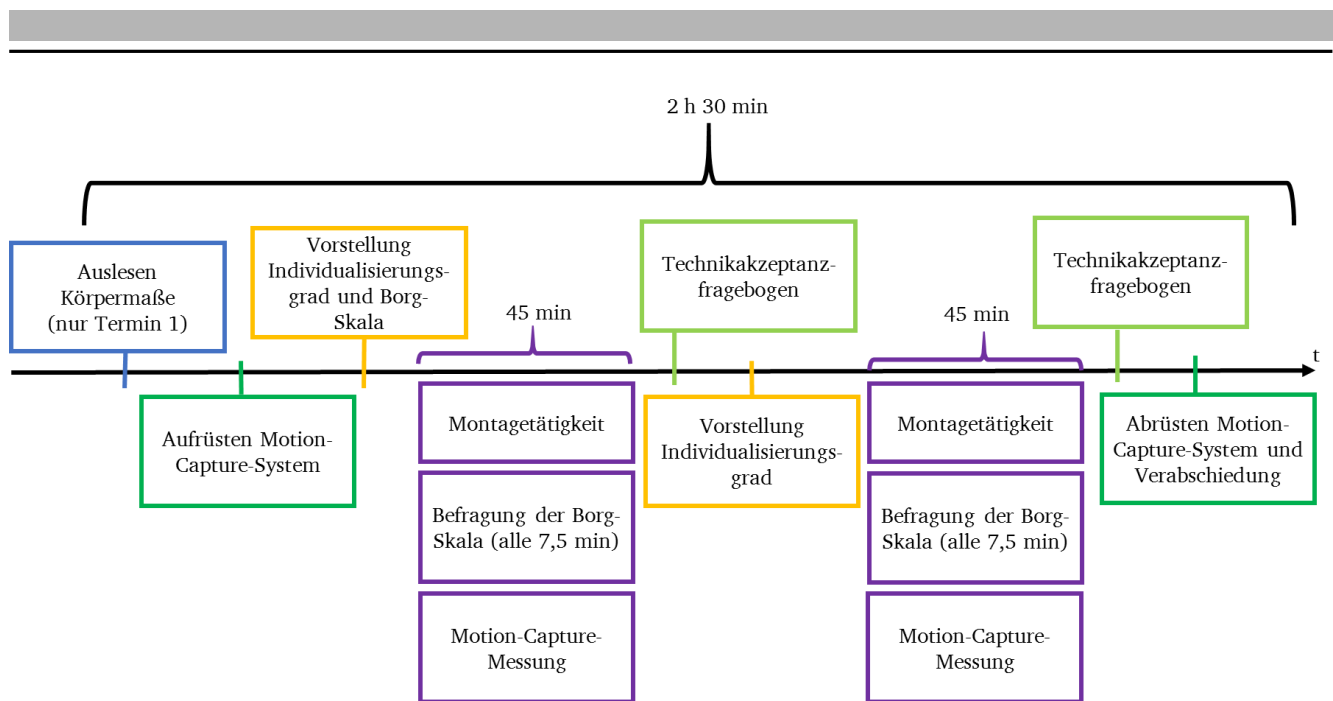 2 h 30 min
Auslesen
Körpermaße
(nur Termin 1)
Vorstellung
Individualisierungs-
grad und Borg-
Skala
45 min
Technikakzeptanz-
fragebogen
45 min
Technikakzeptanz-
fragebogen
t
Aufrüsten Motion-
Capture-System
Montagetätigkeit
Befragung der Borg-
Skala (alle 7,5 min)
Motion-Capture-
Messung
Vorstellung
Individualisierungs-
grad
Montagetätigkeit
Befragung der Borg-
Skala (alle 7,5 min)
Motion-Capture-
Messung
Abrüsten Motion-
Capture-System und
Verabschiedung